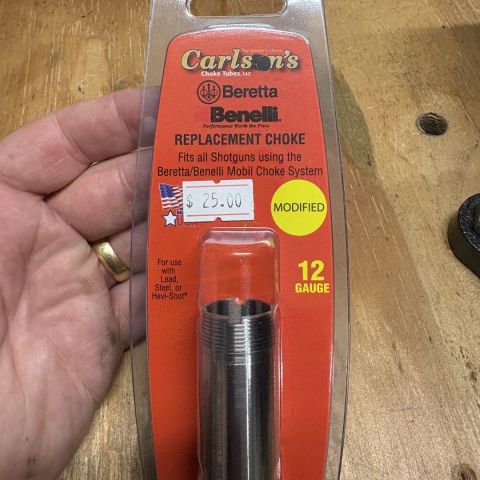 Carlson's
Choke Tubes, LLC
Beretta
Benelli
Performance Worth the Price
REPLACEMENT CHOKE
Fits all Shotguns using the
Beretta/Benelli Mobil Choke System
$ 25.00
MODIFIED
For use
with
Lead,
Steel, or
Hevi-Shot®
12
GAUGE